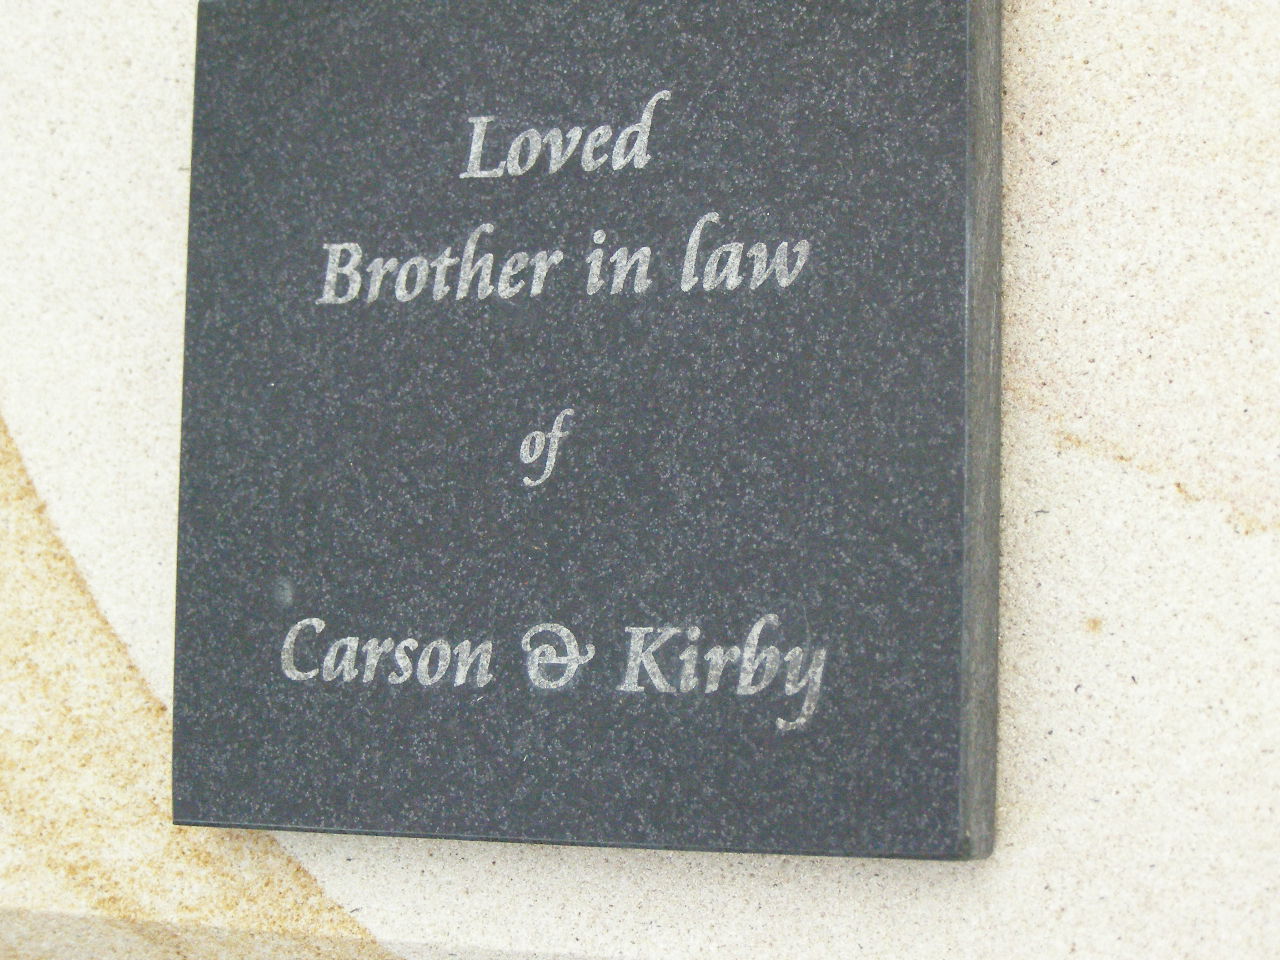 Loved
Brother in law
of
Carson & Kirby